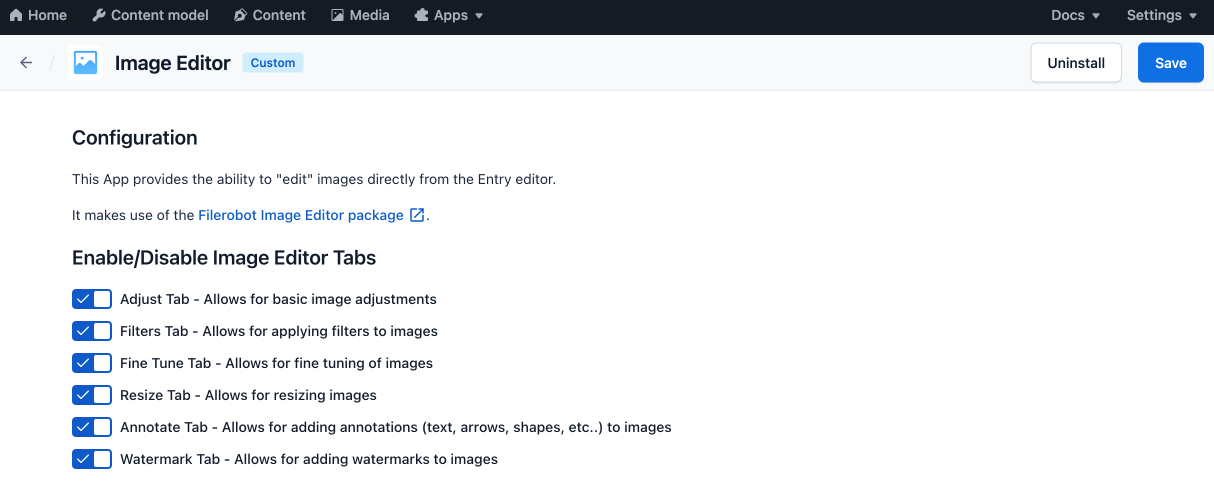 Home Content model Content Media Apps Docs Settings
Image Editor Custom Uninstall Save
Configuration
This App provides the ability to "edit" images directly from the Entry editor.
It makes use of the Filerobot Image Editor package .
Enable/Disable Image Editor Tabs
Adjust Tab - Allows for basic image adjustments
Filters Tab - Allows for applying filters to images
Fine Tune Tab - Allows for fine tuning of images
Resize Tab - Allows for resizing images
Annotate Tab - Allows for adding annotations (text, arrows, shapes, etc..) to images
Watermark Tab - Allows for adding watermarks to images